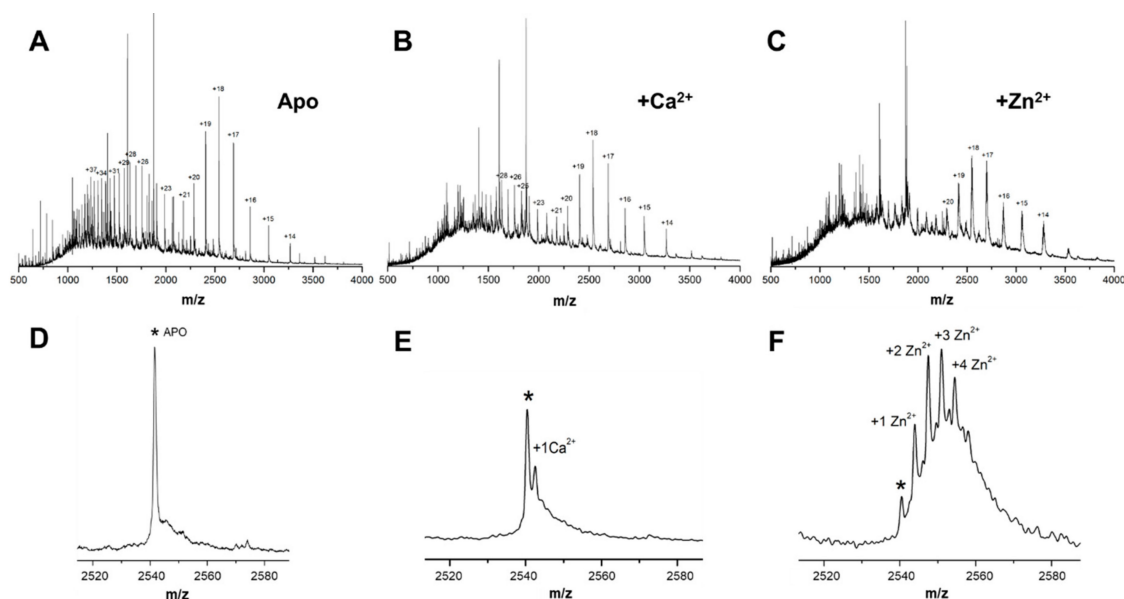 A
Apo
+37
+34
+31
+29
+28
+26
+23
+21
+20
+19
+18
+17
+16
+15
+14
500 1000 1500 2000 2500 3000 3500 4000
m/z
B
+Ca²⁺
+28
+26
+25
+23
+21
+20
+19
+18
+17
+16
+15
+14
500 1000 1500 2000 2500 3000 3500 4000
m/z
C
+Zn²⁺
+20
+19
+18
+17
+16
+15
+14
500 1000 1500 2000 2500 3000 3500 4000
m/z
D
* APO
2520 2540 2560 2580
m/z
E
*
+1Ca²⁺
2520 2540 2560 2580
m/z
F
*
+1 Zn²⁺
+2 Zn²⁺
+3 Zn²⁺
+4 Zn²⁺
2520 2540 2560 2580
m/z